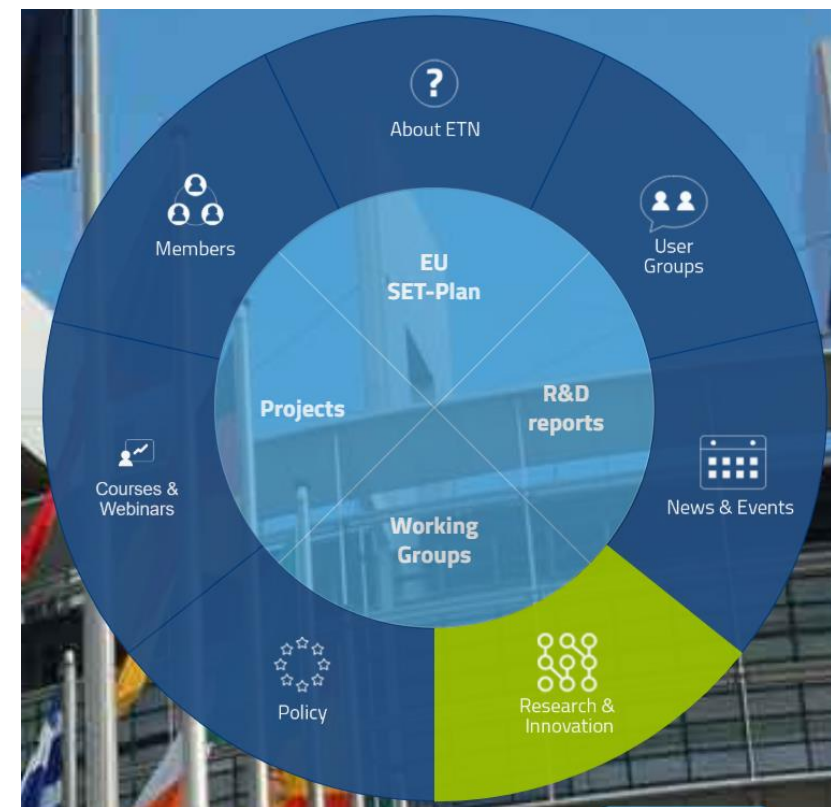 ?
About ETN
Members
User
Groups
EU
SET-Plan
Projects
R&D
reports
Courses &
Webinars
News & Events
Working
Groups
Policy
Research &
Innovation